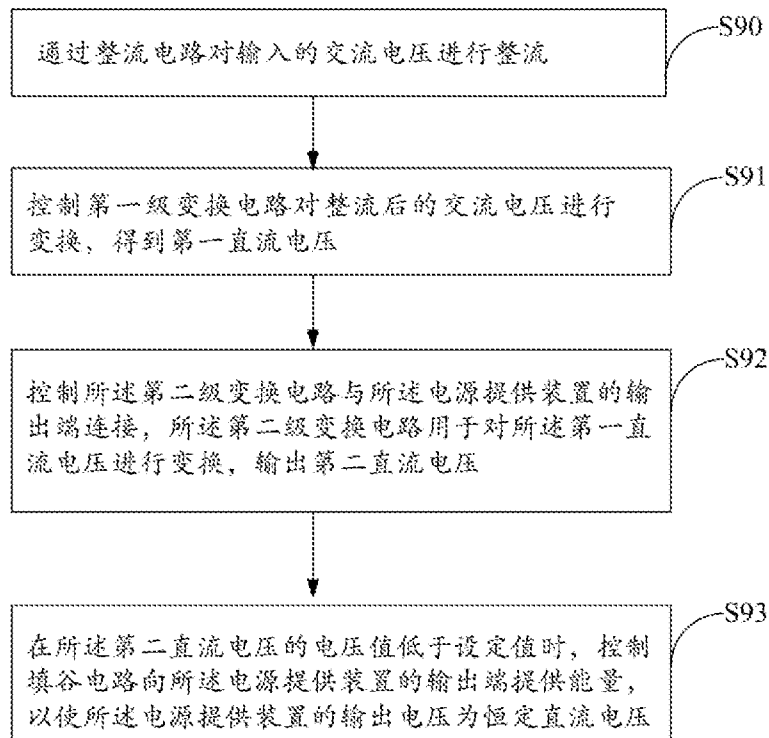 通过整流电路对输入的交流电压进行整流
S90
控制第一级变换电路对整流后的交流电压进行
变换，得到第一直流电压
S91
控制所述第二级变换电路与所述电源提供装置的输
出端连接，所述第二级变换电路用于对所述第一直
流电压进行变换，输出第二直流电压
S92
在所述第二直流电压的电压值低于设定值时，控制
填谷电路向所述电源提供装置的输出端提供能量，
以使所述电源提供装置的输出电压为恒定直流电压
S93